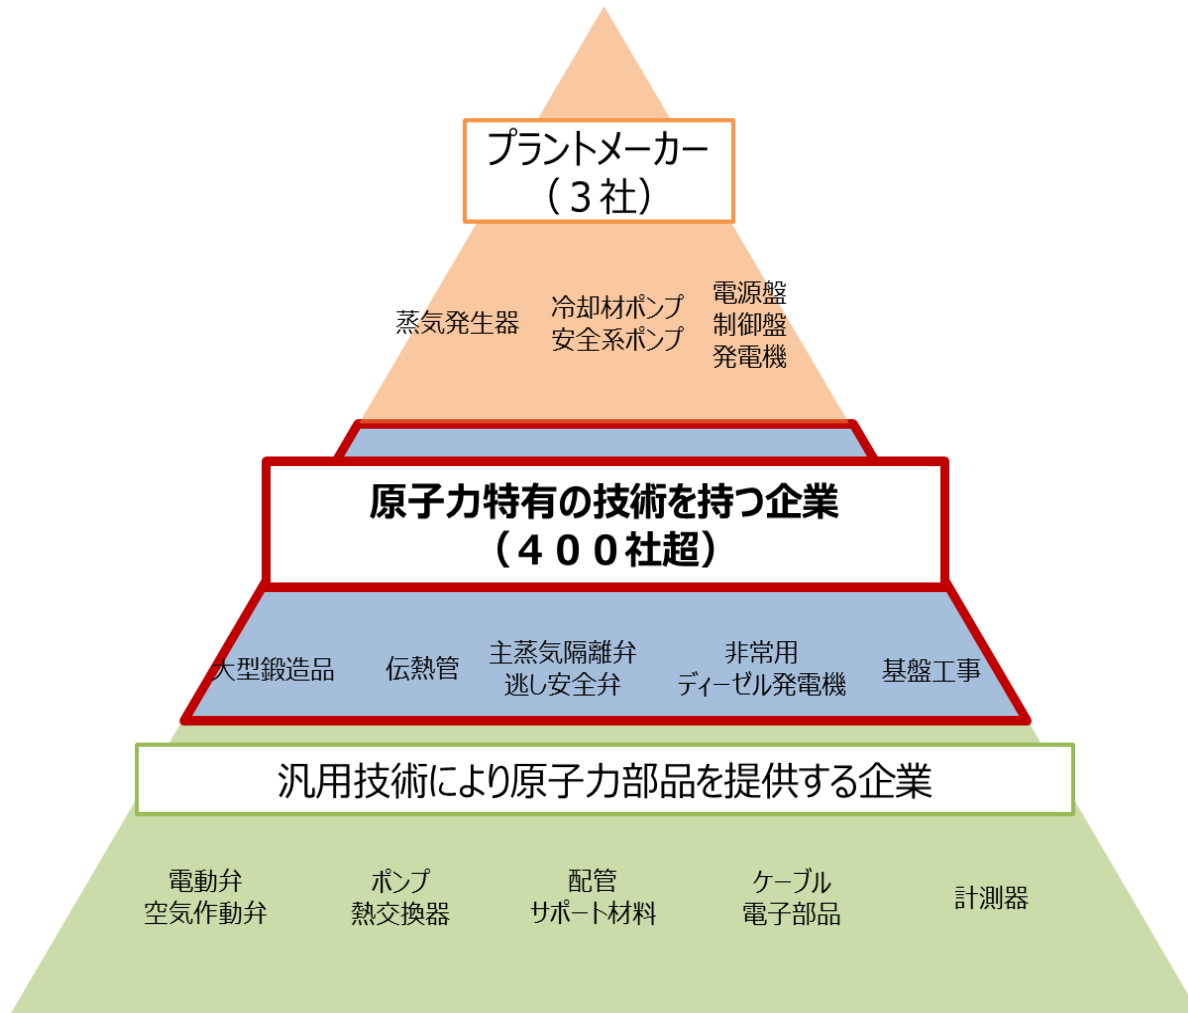 プラントメーカー
（３社）
蒸気発生器
冷却材ポンプ
安全系ポンプ
電源盤
制御盤
発電機
原子力特有の技術を持つ企業
（４００社超）
大型鍛造品
伝熱管
主蒸気隔離弁
逃し安全弁
非常用
ディーゼル発電機
基盤工事
汎用技術により原子力部品を提供する企業
電動弁
空気作動弁
ポンプ
熱交換器
配管
サポート材料
ケーブル
電子部品
計測器